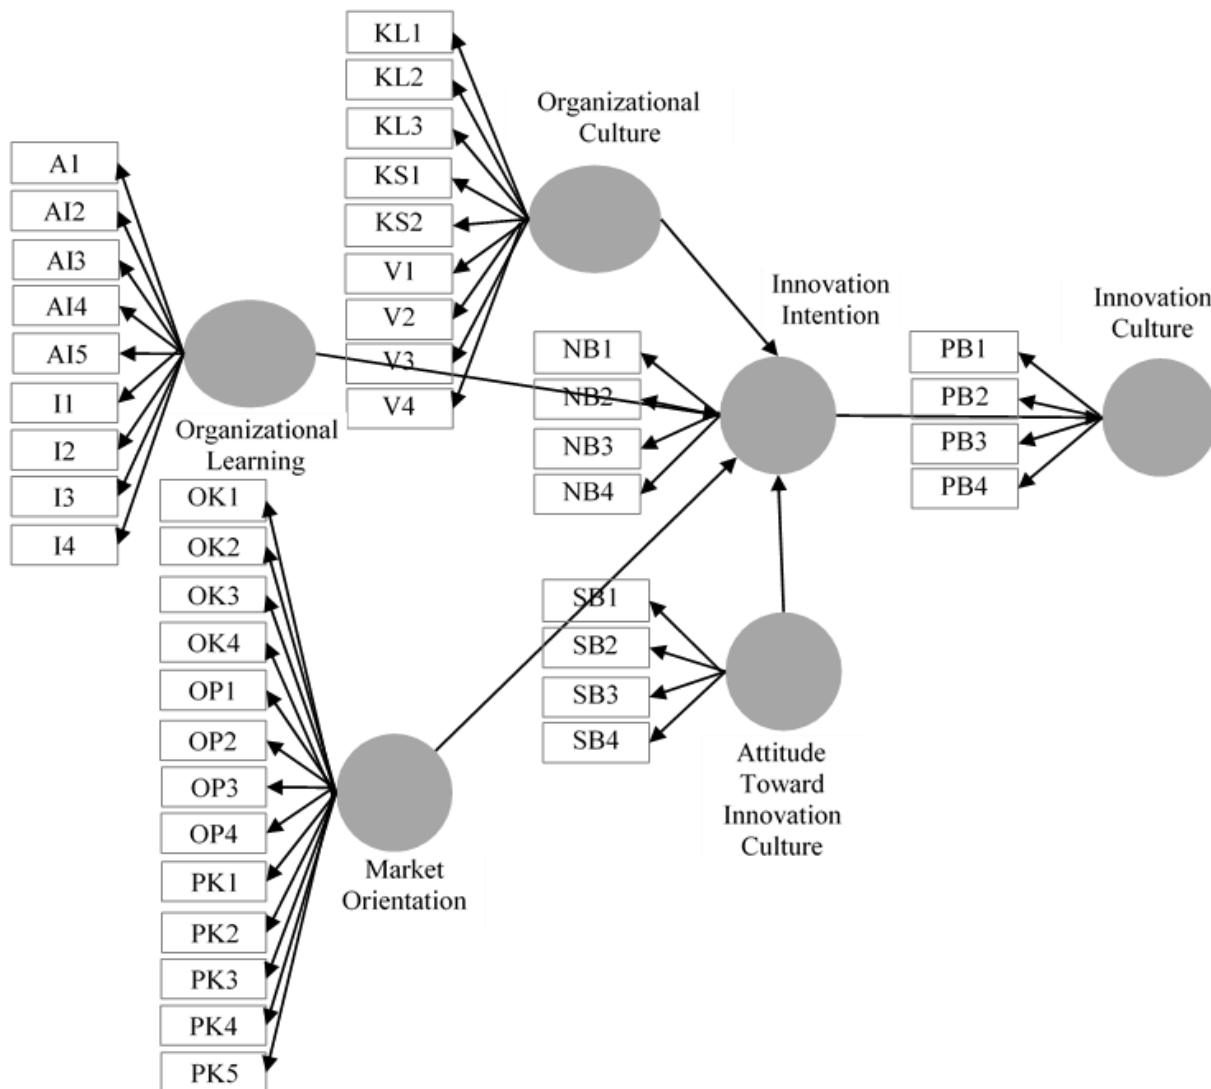 KL1
KL2
KL3
KS1
KS2
V1
V2
V3
V4
Organizational
Culture
A1
AI2
AI3
AI4
AI5
I1
I2
I3
I4
Organizational
Learning
Innovation
Intention
NB1
NB2
NB3
NB4
Innovation
Culture
PB1
PB2
PB3
PB4
OK1
OK2
OK3
OK4
OP1
OP2
OP3
OP4
PK1
PK2
PK3
PK4
PK5
Market
Orientation
SB1
SB2
SB3
SB4
Attitude
Toward
Innovation
Culture